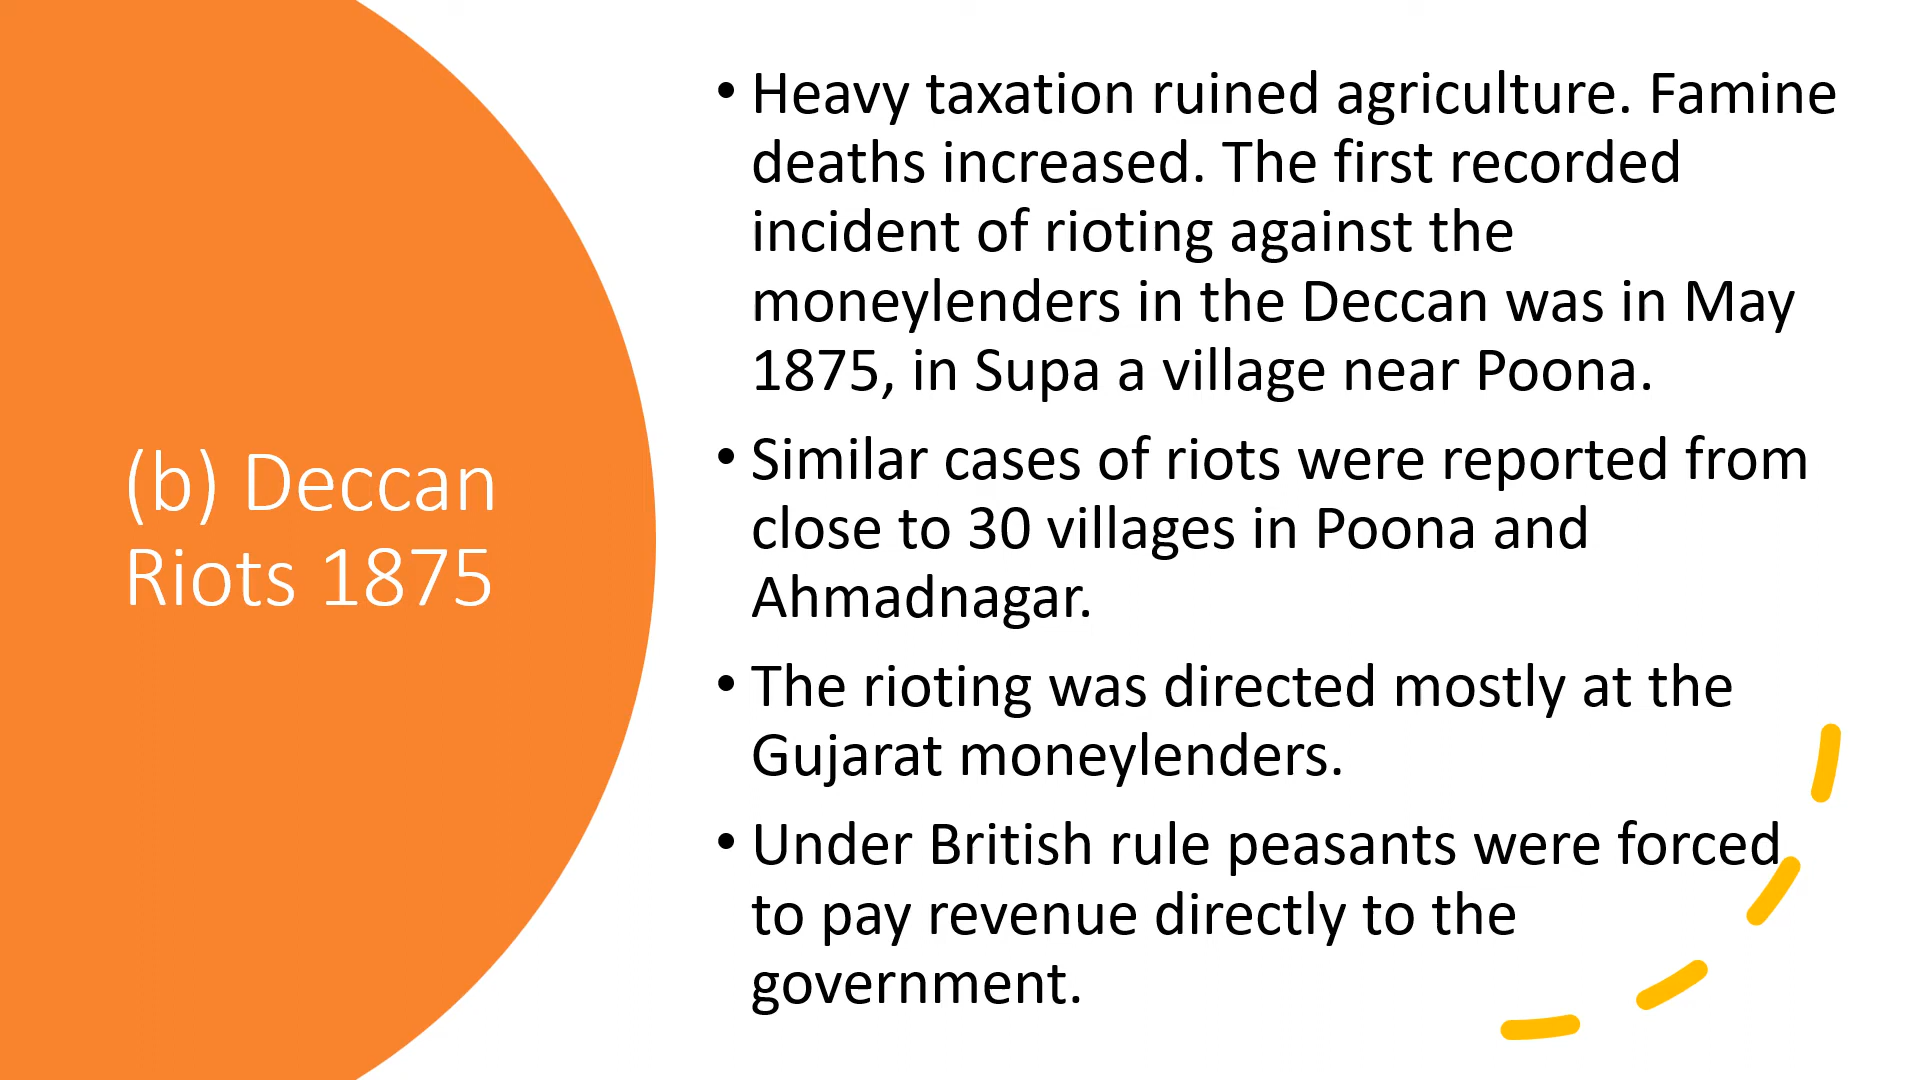 (b) Deccan
Riots 1875
• Heavy taxation ruined agriculture. Famine
deaths increased. The first recorded
incident of rioting against the
moneylenders in the Deccan was in May
1875, in Supa a village near Poona.
• Similar cases of riots were reported from
close to 30 villages in Poona and
Ahmadnagar.
• The rioting was directed mostly at the
Gujarat moneylenders.
• Under British rule peasants were forced
to pay revenue directly to the
government.